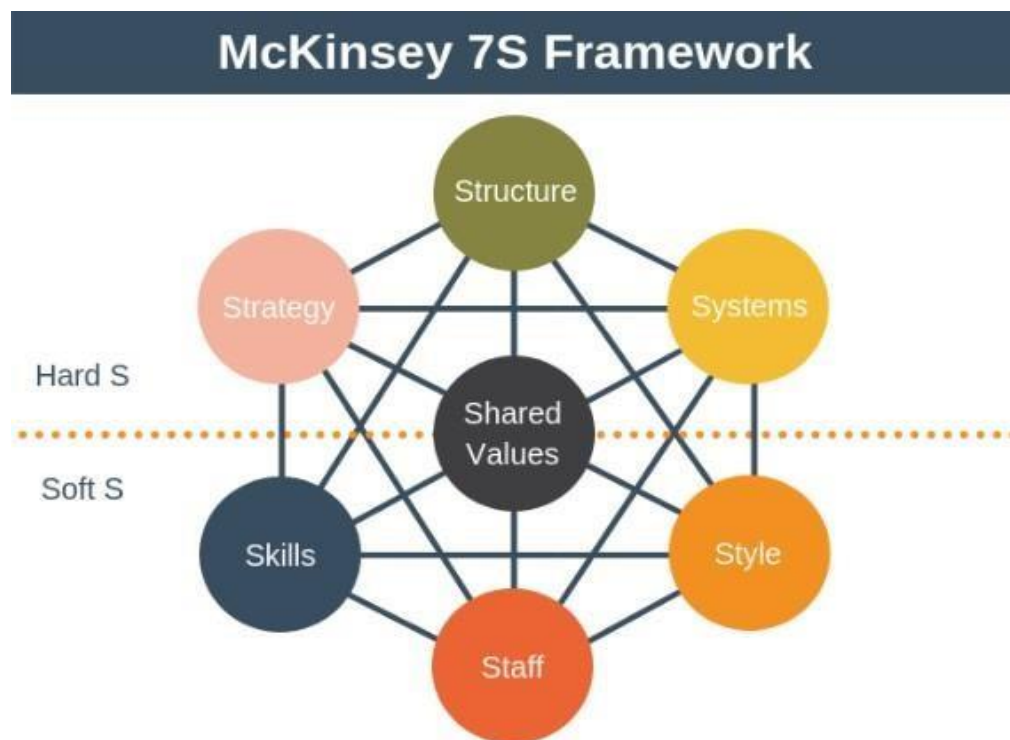 McKinsey 7S Framework
Structure
Strategy
Systems
Hard S
Shared
Values
Soft S
Skills
Style
Staff